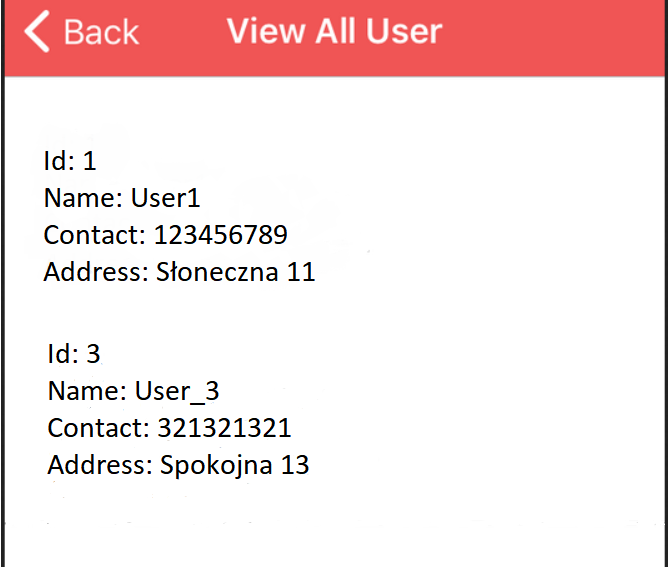 Back
View All User
Id: 1
Name: User1
Contact: 123456789
Address: Słoneczna 11
Id: 3
Name: User_3
Contact: 321321321
Address: Spokojna 13